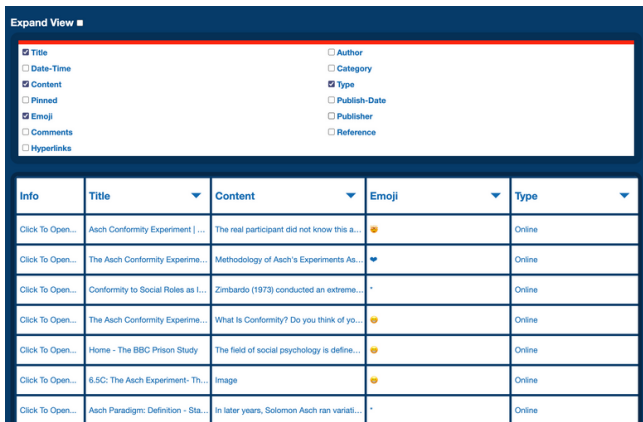 Expand View
Title
Author
Date-Time
Category
Content
Type
Pinned
Publish-Date
Emoji
Publisher
Comments
Reference
Hyperlinks
Info Title Content Emoji Type
Click To Open... Asch Conformity Experiment | ... The real participant did not know this a... Online
Click To Open... The Asch Conformity Experime... Methodology of Asch's Experiments As... Online
Click To Open... Conformity to Social Roles as I... Zimbardo (1973) conducted an extreme... * Online
Click To Open... The Asch Conformity Experime... What Is Conformity? Do you think of yo... Online
Click To Open... Home - The BBC Prison Study The field of social psychology is define... Online
Click To Open... 6.5C: The Asch Experiment- Th... Image Online
Click To Open... Asch Paradigm: Definition - Sta... In later years, Solomon Asch ran variati... * Online